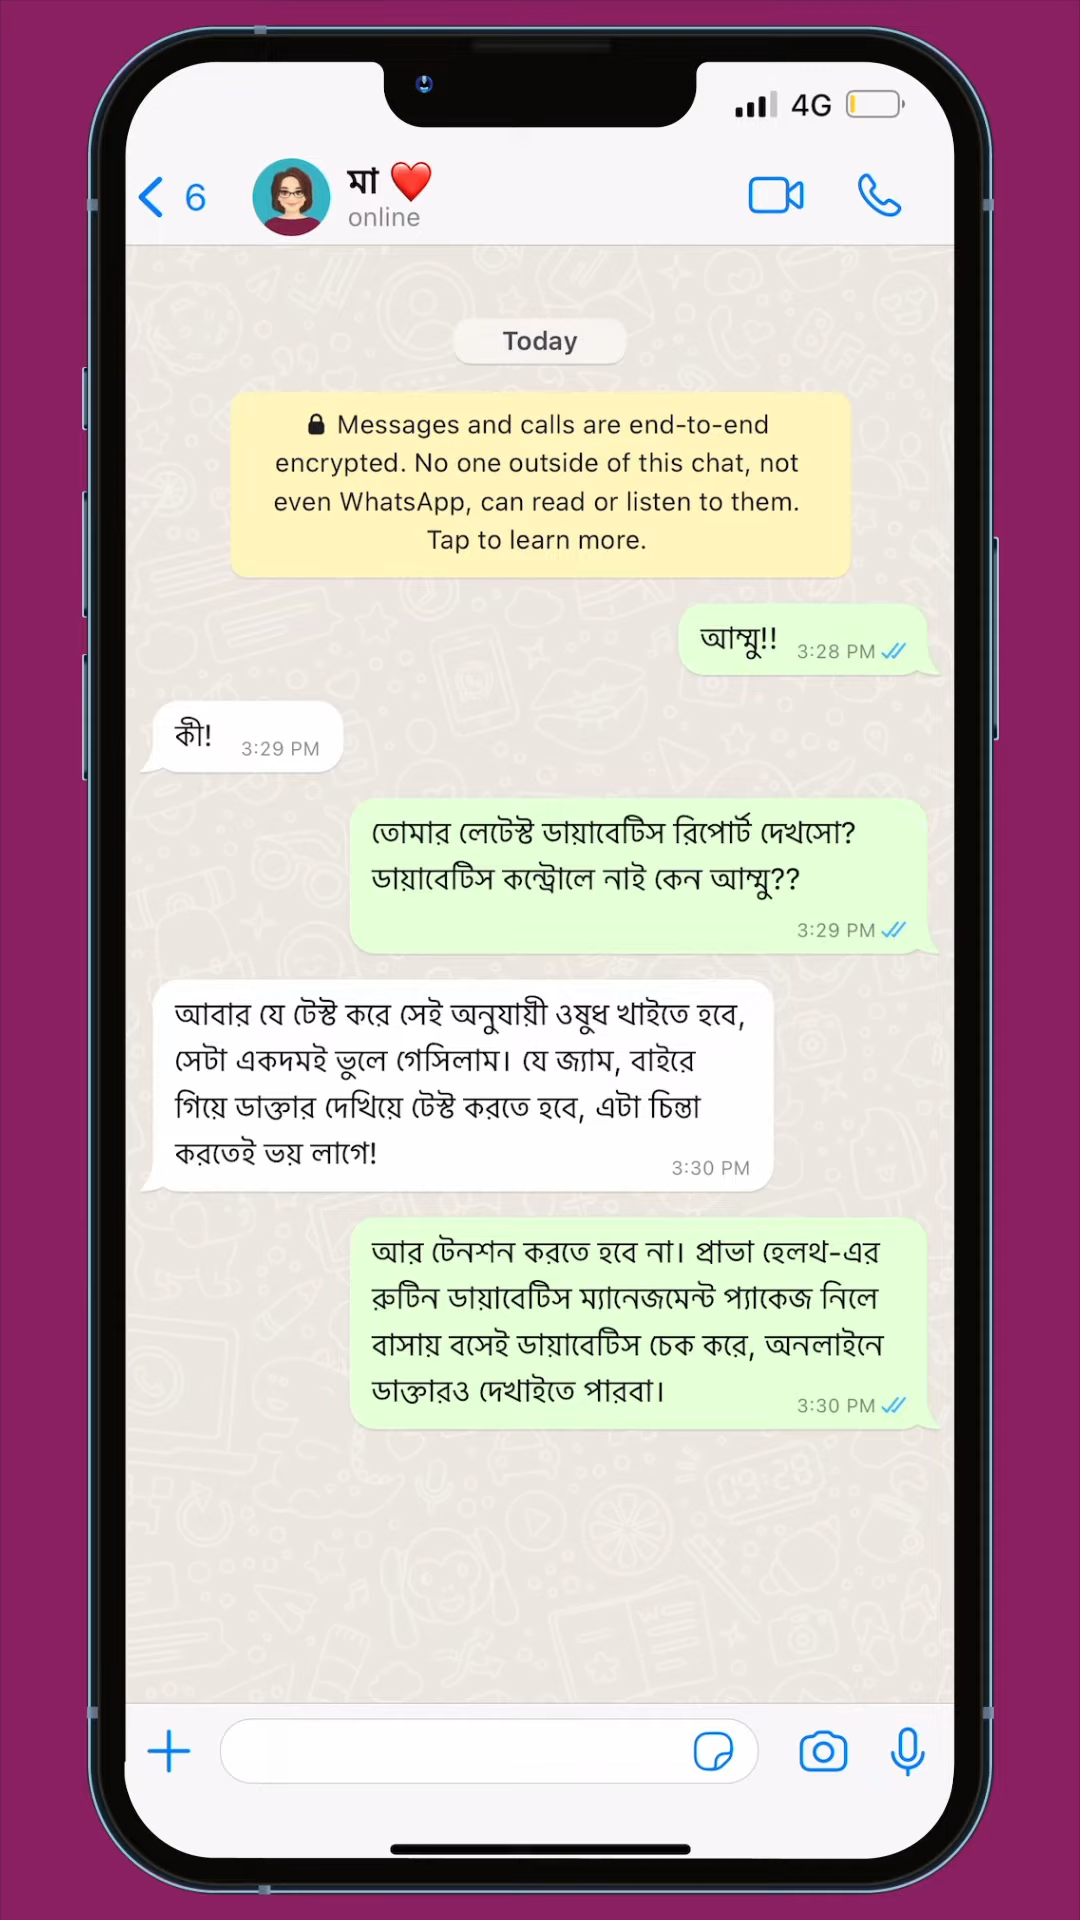 4G
6
মা ❤️
online
Today
Messages and calls are end-to-end
encrypted. No one outside of this chat, not
even WhatsApp, can read or listen to them.
Tap to learn more.
আম্মু!!
3:28 PM
কী!
3:29 PM
তোমার লেটেস্ট ডায়াবেটিস রিপোর্ট দেখসো?
ডায়াবেটিস কন্ট্রোলে নাই কেন আম্মু??
3:29 PM
আবার যে টেস্ট করে সেই অনুযায়ী ওষুধ খাইতে হবে,
সেটা একদমই ভুলে গেসিলাম। যে জ্যাম, বাইরে
গিয়ে ডাক্তার দেখিয়ে টেস্ট করতে হবে, এটা চিন্তা
করতেই ভয় লাগে!
3:30 PM
আর টেনশন করতে হবে না। প্রাভা হেলথ-এর
রুটিন ডায়াবেটিস ম্যানেজমেন্ট প্যাকেজ নিলে
বাসায় বসেই ডায়াবেটিস চেক করে, অনলাইনে
ডাক্তারও দেখাইতে পারবা।
3:30 PM